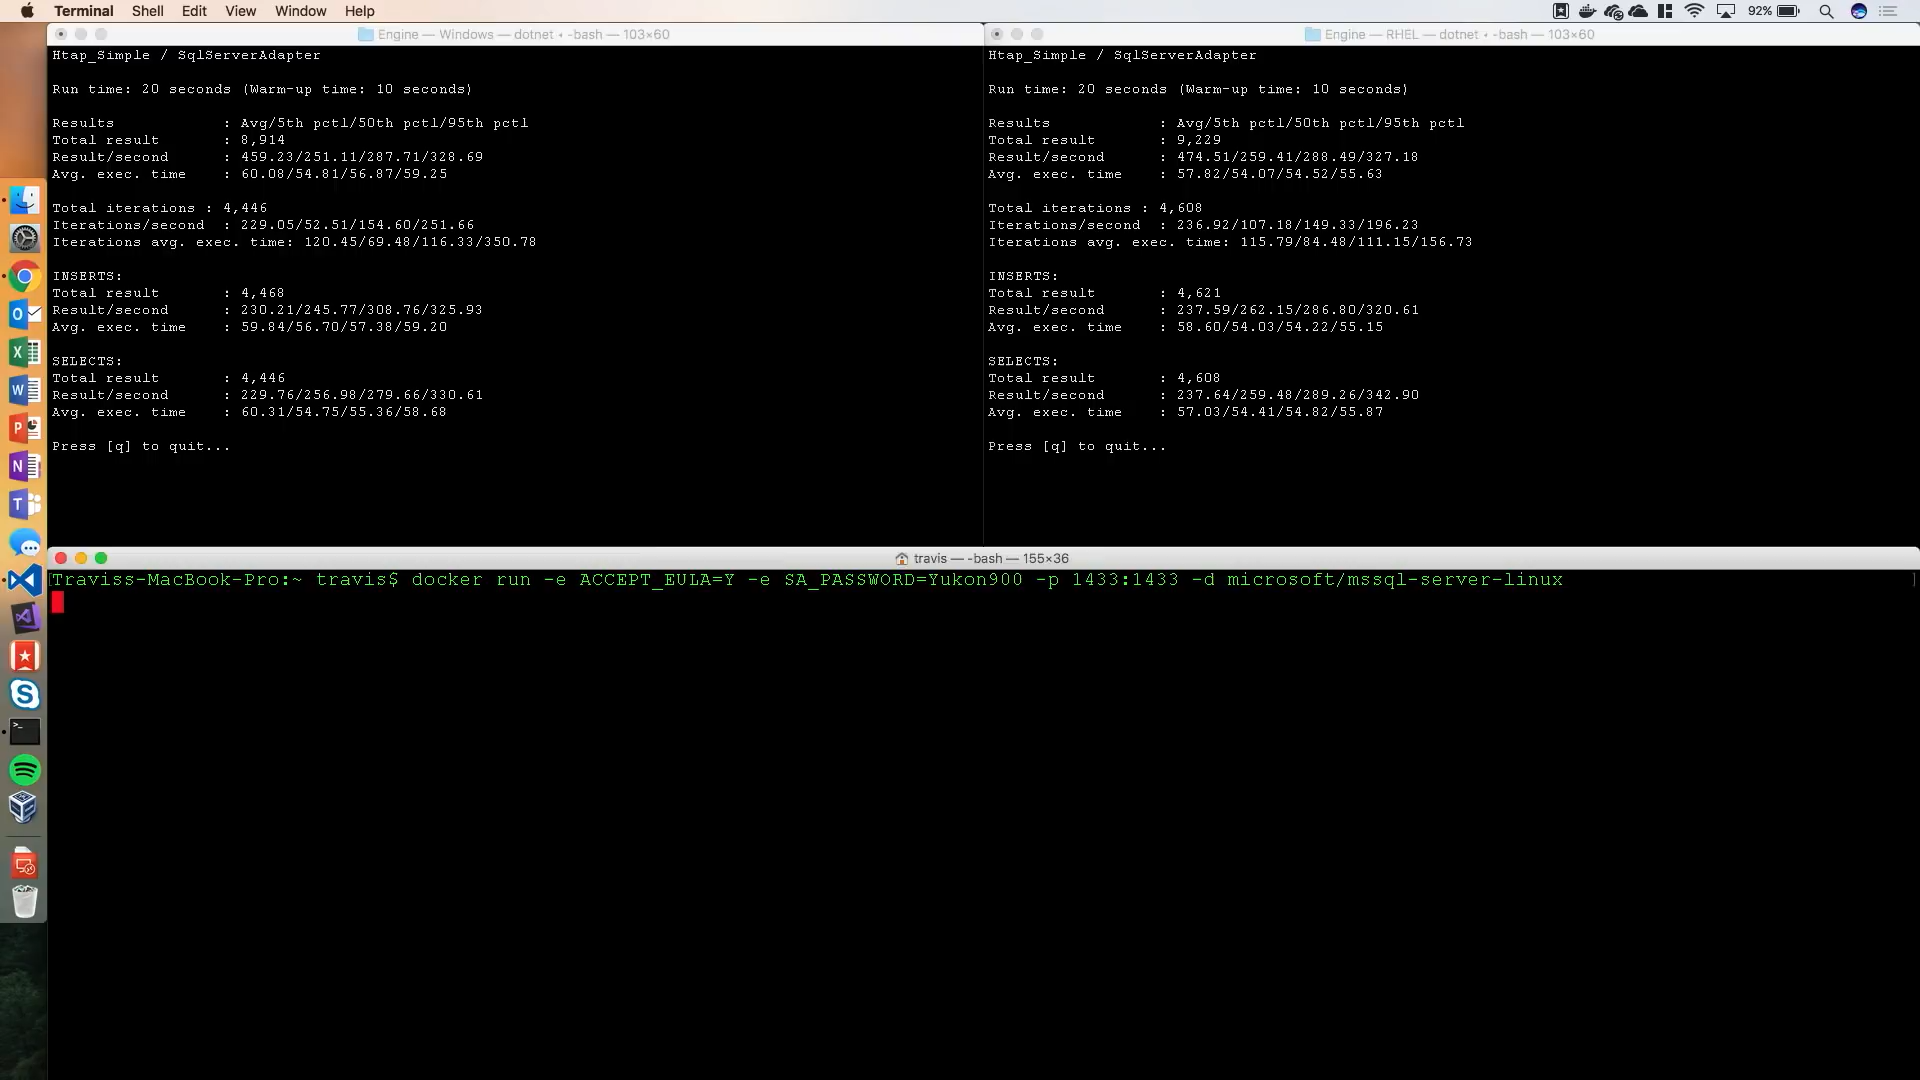 Terminal Shell Edit View Window Help 92%
Engine — Windows — dotnet ‹ -bash — 103×60
Htap_Simple / SqlServerAdapter
Run time: 20 seconds (Warm-up time: 10 seconds)
Results : Avg/5th pctl/50th pctl/95th pctl
Total result : 8,914
Result/second : 459.23/251.11/287.71/328.69
Avg. exec. time : 60.08/54.81/56.87/59.25
Total iterations : 4,446
Iterations/second : 229.05/52.51/154.60/251.66
Iterations avg. exec. time: 120.45/69.48/116.33/350.78
INSERTS:
Total result : 4,468
Result/second : 230.21/245.77/308.76/325.93
Avg. exec. time : 59.84/56.70/57.38/59.20
SELECTS:
Total result : 4,446
Result/second : 229.76/256.98/279.66/330.61
Avg. exec. time : 60.31/54.75/55.36/58.68
Press [q] to quit...
Engine — RHEL — dotnet ‹ -bash — 103×60
Htap_Simple / SqlServerAdapter
Run time: 20 seconds (Warm-up time: 10 seconds)
Results : Avg/5th pctl/50th pctl/95th pctl
Total result : 9,229
Result/second : 474.51/259.41/288.49/327.18
Avg. exec. time : 57.82/54.07/54.52/55.63
Total iterations : 4,608
Iterations/second : 236.92/107.18/149.33/196.23
Iterations avg. exec. time: 115.79/84.48/111.15/156.73
INSERTS:
Total result : 4,621
Result/second : 237.59/262.15/286.80/320.61
Avg. exec. time : 58.60/54.03/54.22/55.15
SELECTS:
Total result : 4,608
Result/second : 237.64/259.48/289.26/342.90
Avg. exec. time : 57.03/54.41/54.82/55.87
Press [q] to quit...
travis — -bash — 155×36
Traviss-MacBook-Pro:~ travis$ docker run -e ACCEPT_EULA=Y -e SA_PASSWORD=Yukon900 -p 1433:1433 -d microsoft/mssql-server-linux